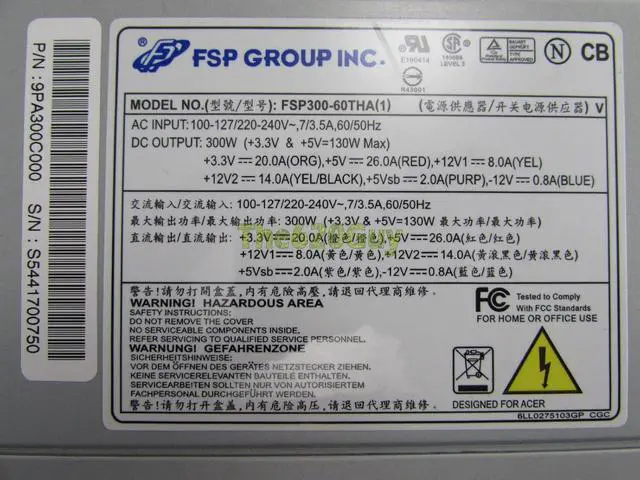 P/N :9PA300C000 S/N : S5441700750
FSP GROUP INC.
E190414
169868
LEVEL 3
R43001
BAUART
GEPRÜFT
TYPE
APPROVED
N
CB
MODEL NO.(型號/型号): FSP300-60THA(1) (電源供應器/开关电源供应器) V
AC INPUT:100-127/220-240V~,7/3.5A,60/50Hz
DC OUTPUT: 300W (+3.3V & +5V=130W Max)
+3.3V⎓20.0A(ORG),+5V⎓26.0A(RED),+12V1⎓8.0A(YEL)
+12V2⎓14.0A(YEL/BLACK),+5Vsb⎓2.0A(PURP),-12V⎓0.8A(BLUE)
交流輸入/交流输入: 100-127/220-240V~,7/3.5A,60/50Hz
最大輸出功率/最大输出功率: 300W (+3.3V & +5V=130W 最大功率/最大功率)
直流輸出/直流输出: +3.3V⎓20.0A(橙色/橙色),+5V⎓26.0A(紅色/红色)
+12V1⎓8.0A(黃色/黄色),+12V2⎓14.0A(黃滾黑色/黄滚黑色)
+5Vsb⎓2.0A(紫色/紫色),-12V⎓0.8A(藍色/蓝色)
The620Guy
警告!請勿打開盒蓋, 内有危險高壓, 請退回代理商維修.
WARNING! HAZARDOUS AREA
SAFETY INSTRUCTIONS:
DO NOT REMOVE THE COVER
NO SERVICEABLE COMPONENTS INSIDE.
REFER SERVICING TO QUALIFIED SERVICE PERSONNEL.
WARNUNG! GEFAHRENZONE
SICHERHEITSHINWEISE:
VOR DEM ÖFFNEN DES GERÄTES NETZSTECKER ZIEHEN.
KEINE SERVICERELEVANTEN BAUTEILE ENTHALTEN.
SERVICEARBEITEN SOLLTEN NUR VON AUTORISIERTEM
FACHPERSONAL DURCHGEFÜHRT WERDEN.
警告!请勿打开盒盖, 内有危险高压, 请退回代理商维修.
FCC
Tested to Comply
With FCC Standards
FOR HOME OR OFFICE USE
DESIGNED FOR ACER
6LL0275103GP CGC